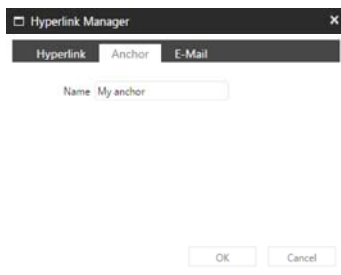 Hyperlink Manager
Hyperlink Anchor E-Mail
Name My anchor
OK Cancel